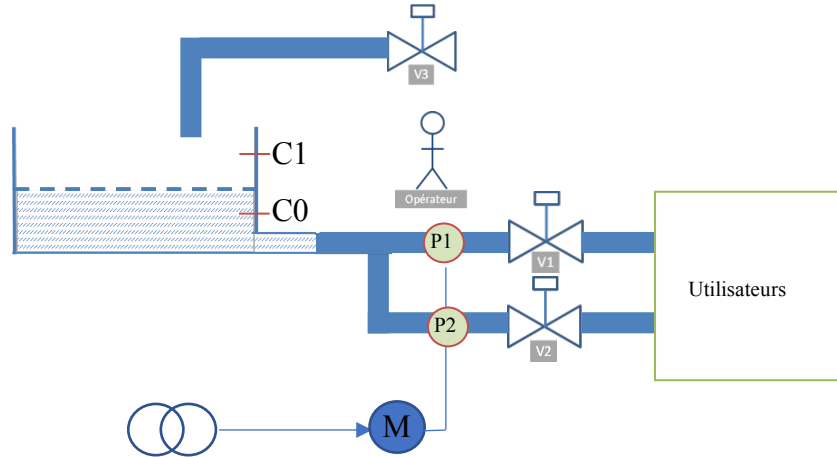 V3
C1
Opérateur
C0
P1
V1
Utilisateurs
P2
V2
M